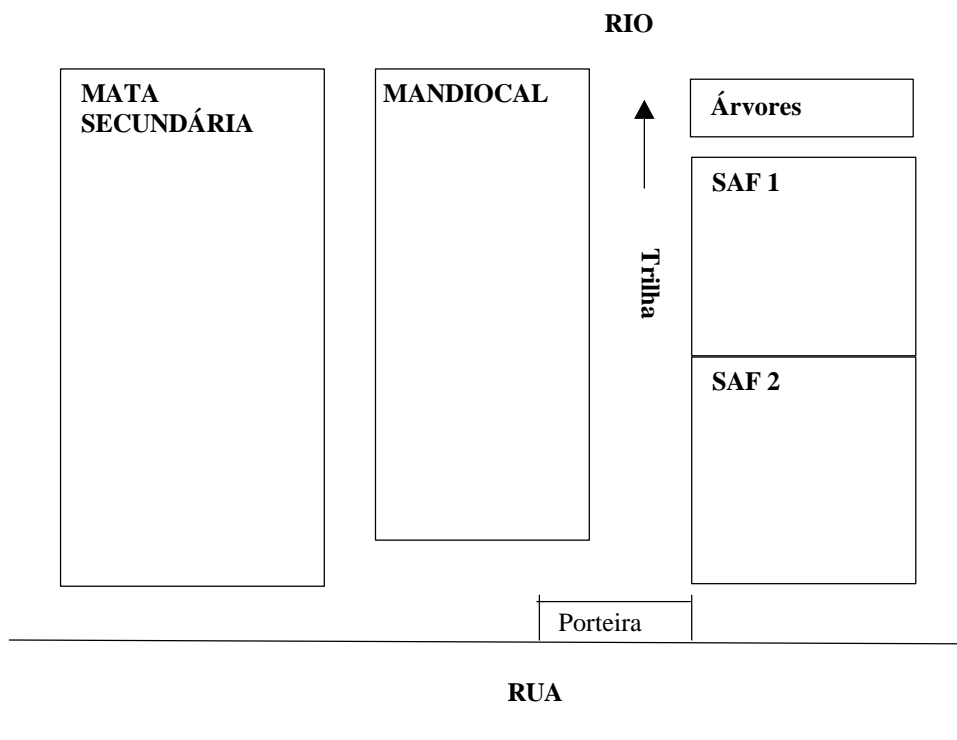 RIO
MATA
SECUNDÁRIA
MANDIOCAL
Árvores
SAF 1
Trilha
SAF 2
Porteira
RUA